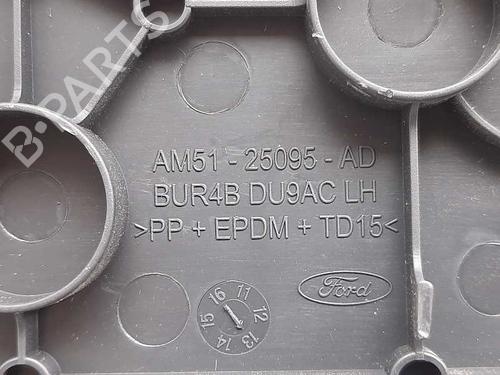 B-PARTS
AM51 - 25095 - AD
BUR4B DU9AC LH
>PP + EPDM + TD15<
Ford
11 12 13 14 15 16